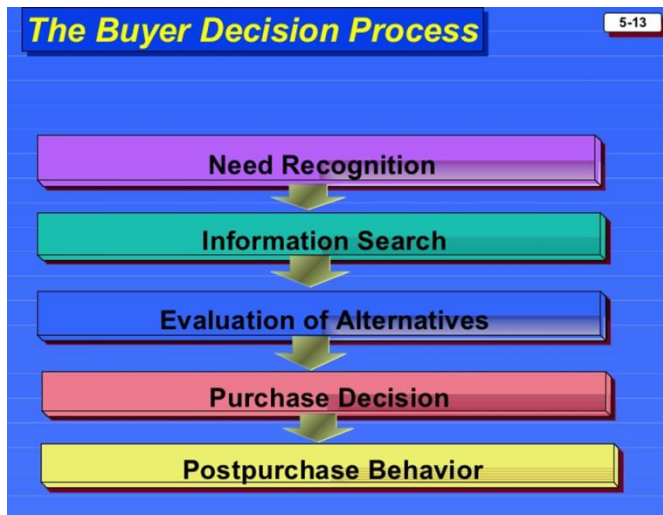 The Buyer Decision Process
5-13
Need Recognition
Information Search
Evaluation of Alternatives
Purchase Decision
Postpurchase Behavior